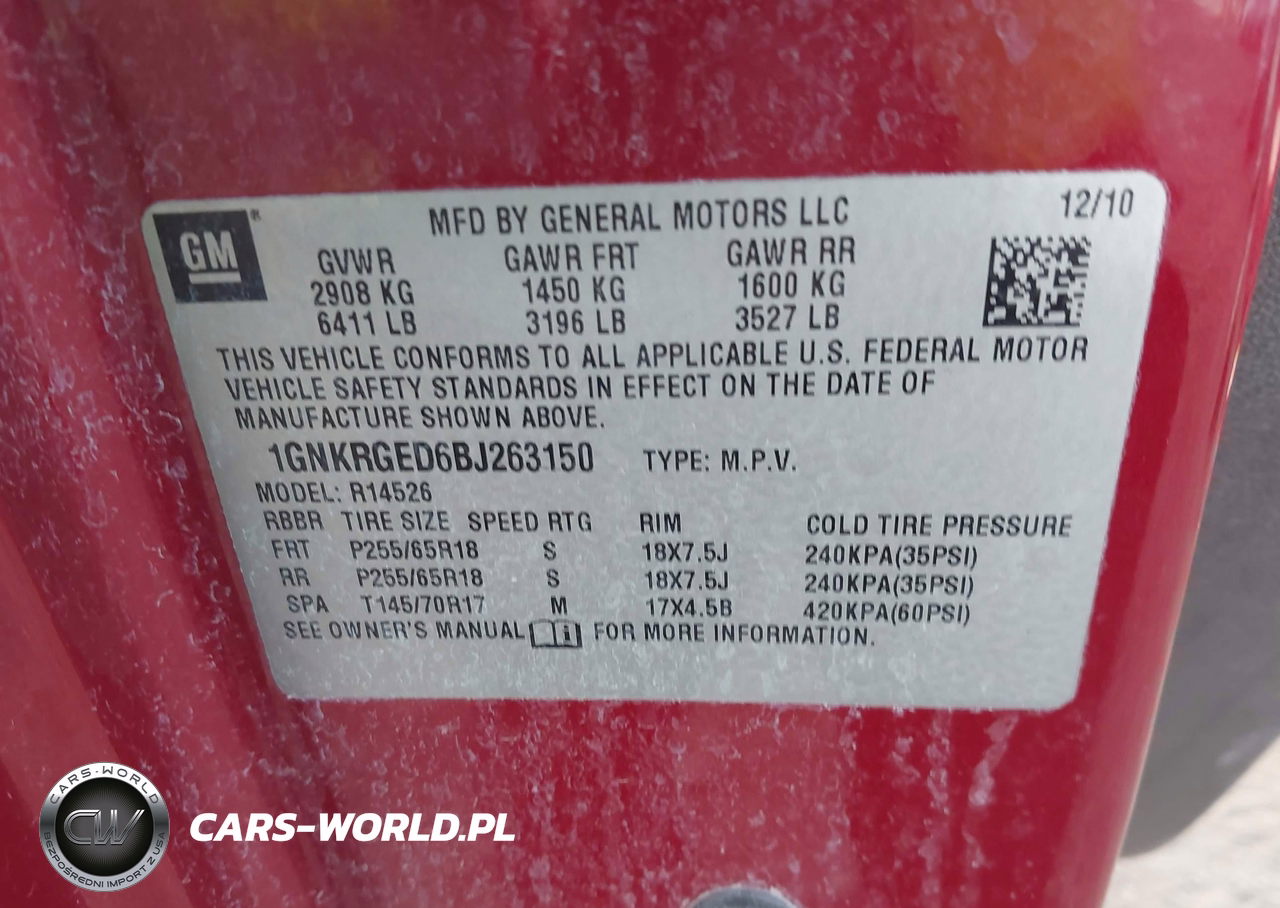 GM
MFD BY GENERAL MOTORS LLC 12/10
GVWR GAWR FRT GAWR RR
2908 KG 1450 KG 1600 KG
6411 LB 3196 LB 3527 LB
THIS VEHICLE CONFORMS TO ALL APPLICABLE U.S. FEDERAL MOTOR
VEHICLE SAFETY STANDARDS IN EFFECT ON THE DATE OF
MANUFACTURE SHOWN ABOVE.
1GNKRGED6BJ263150 TYPE: M.P.V.
MODEL: R14526
RBBR TIRE SIZE SPEED RTG RIM COLD TIRE PRESSURE
FRT P255/65R18 S 18X7.5J 240KPA(35PSI)
RR P255/65R18 S 18X7.5J 240KPA(35PSI)
SPA T145/70R17 M 17X4.5B 420KPA(60PSI)
SEE OWNER'S MANUAL FOR MORE INFORMATION.
CARS-WORLD
CW
BEZPOŚREDNI IMPORT Z USA
CARS-WORLD.PL